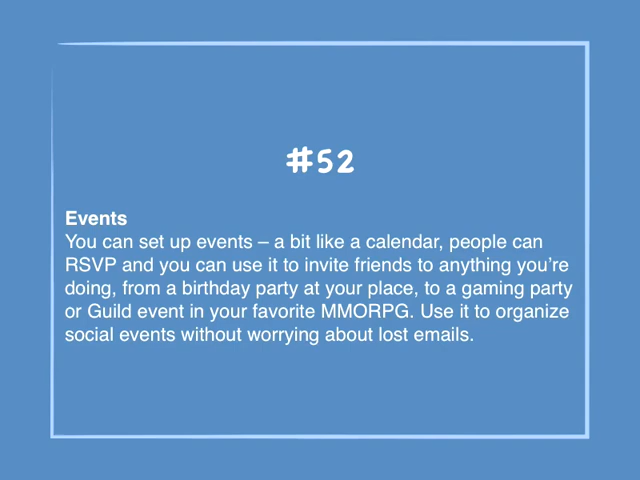 #52
Events
You can set up events – a bit like a calendar, people can
RSVP and you can use it to invite friends to anything you’re
doing, from a birthday party at your place, to a gaming party
or Guild event in your favorite MMORPG. Use it to organize
social events without worrying about lost emails.